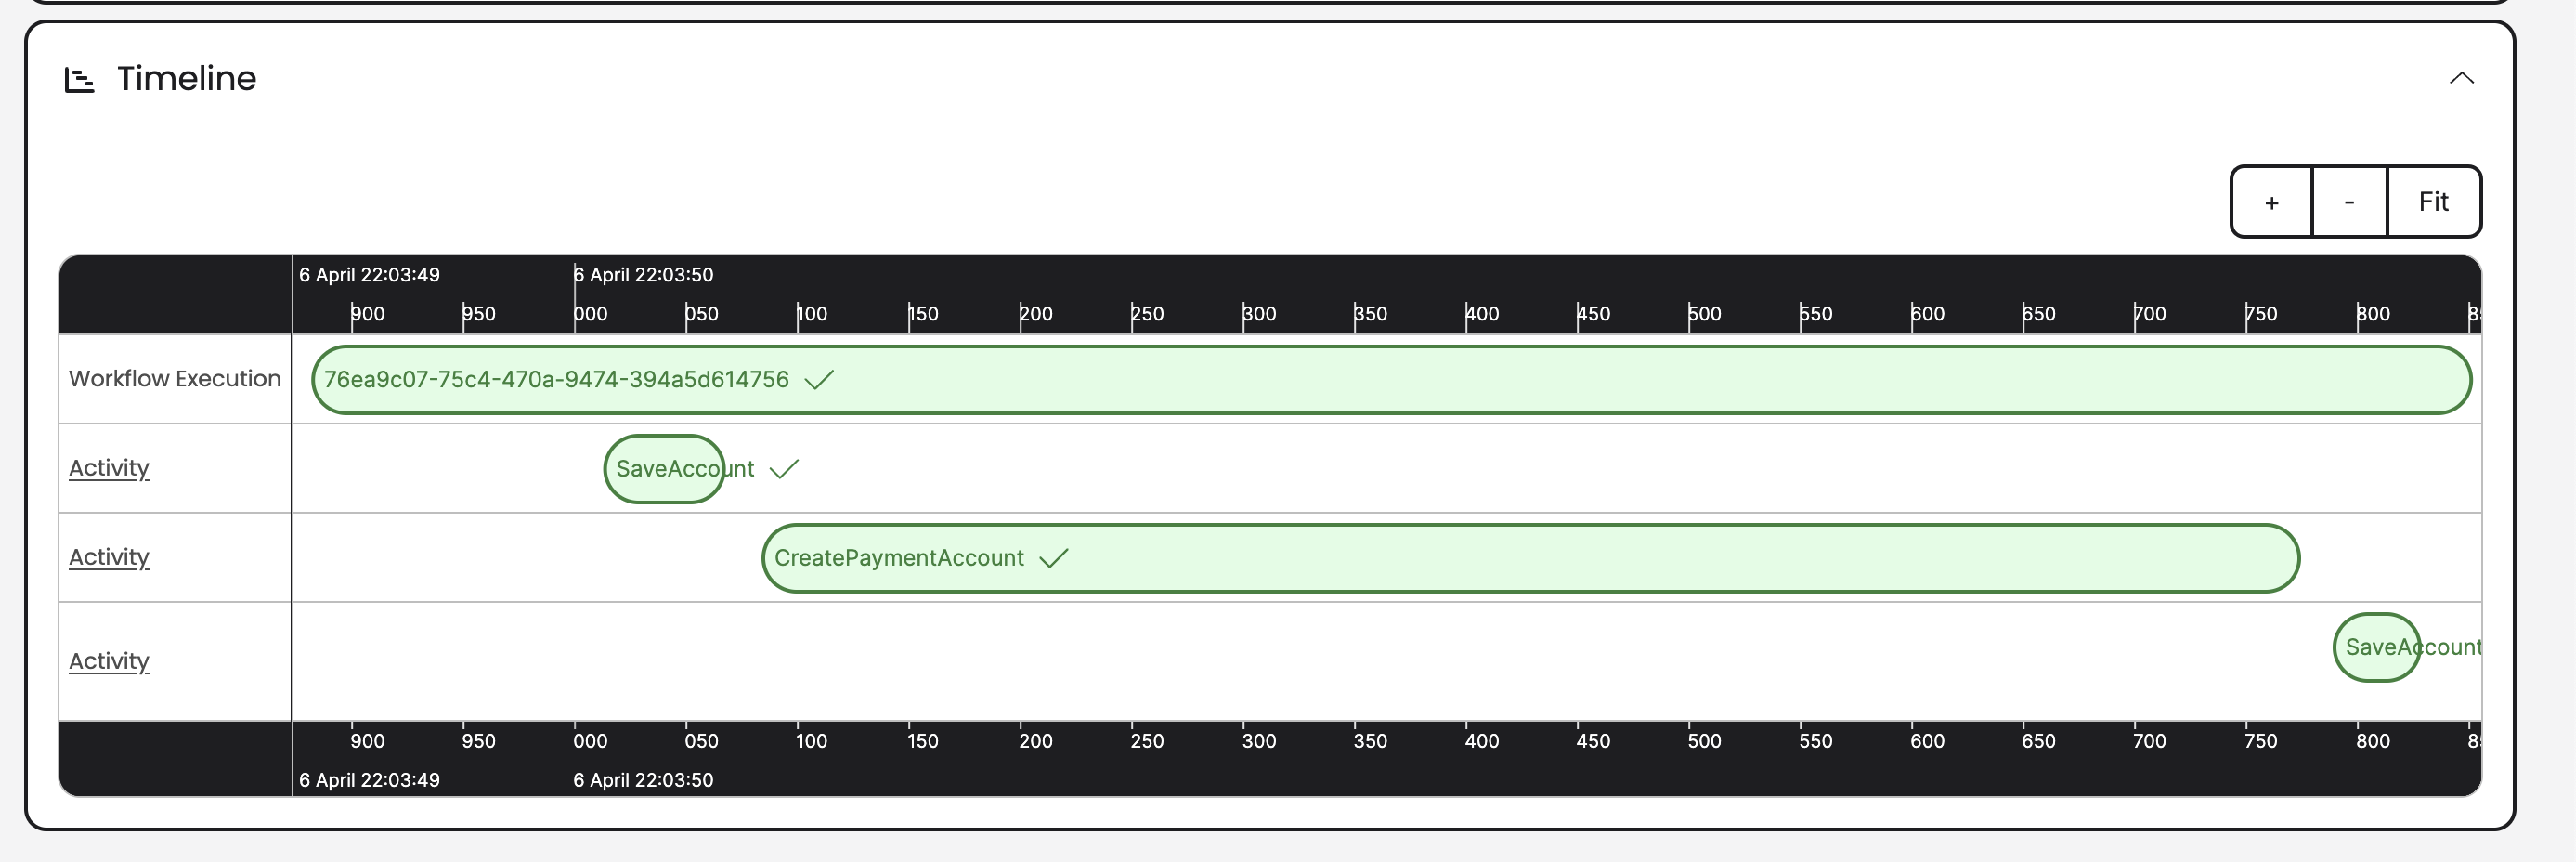 Timeline
+ - Fit
6 April 22:03:49 6 April 22:03:50
900 950 000 050 100 150 200 250 300 350 400 450 500 550 600 650 700 750 800
Workflow Execution 76ea9c07-75c4-470a-9474-394a5d614756
Activity SaveAccount
Activity CreatePaymentAccount
Activity SaveAccount
900 950 000 050 100 150 200 250 300 350 400 450 500 550 600 650 700 750 800
6 April 22:03:49 6 April 22:03:50